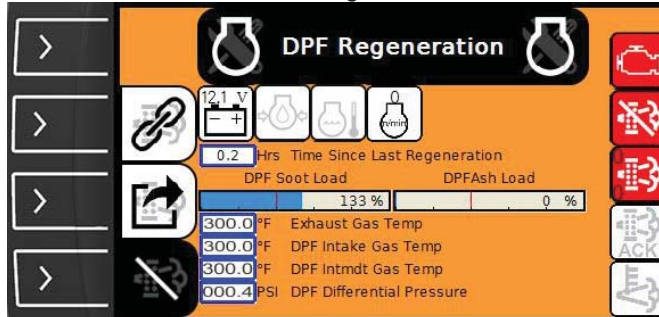 DPF Regeneration
12.1 V
0
n/min
0.2 Hrs Time Since Last Regeneration
DPF Soot Load DPFAsh Load
133 % 0 %
300.0 °F Exhaust Gas Temp
300.0 °F DPF Intake Gas Temp
300.0 °F DPF Intmdt Gas Temp
000.4 PSI DPF Differential Pressure
0
0
ACK